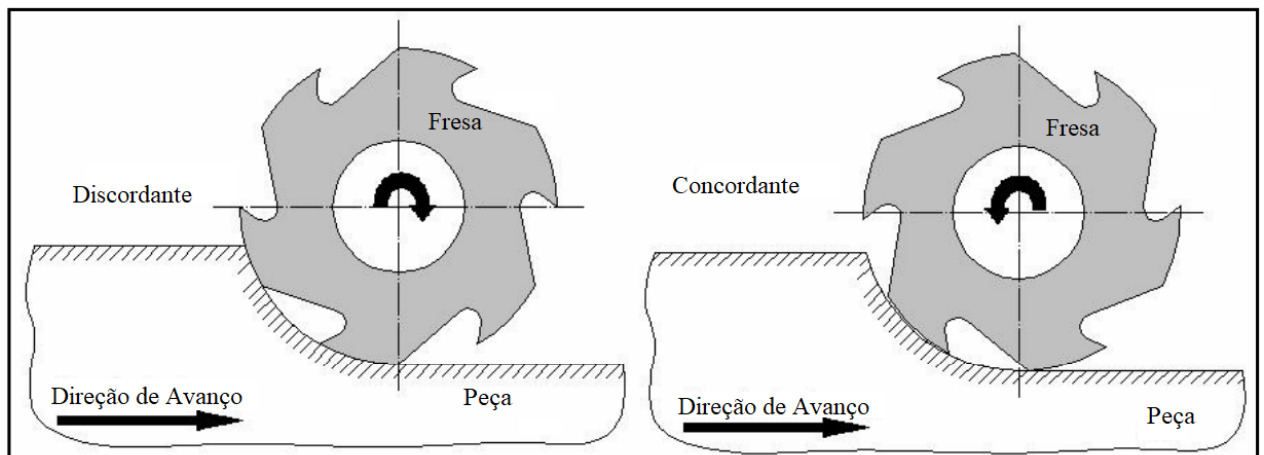 Fresa
Discordante
Direção de Avanço
Peça
Fresa
Concordante
Direção de Avanço
Peça